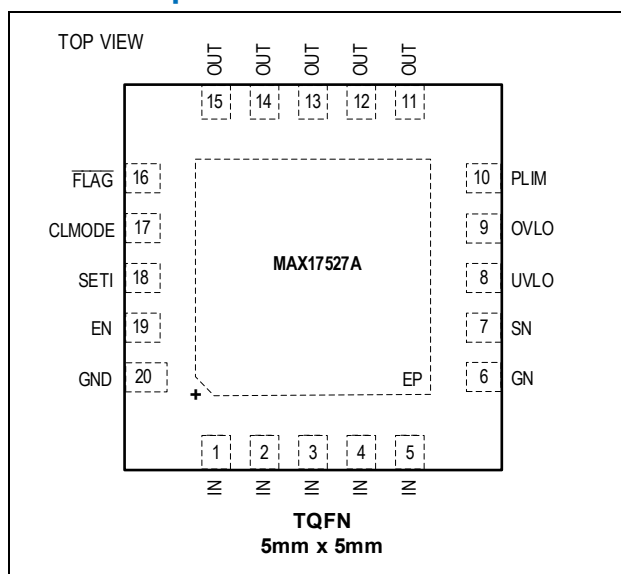 TOP VIEW
OUT OUT OUT OUT OUT
15 14 13 12 11
FLAG 16
10 PLIM
CLMODE 17
9 OVLO
MAX17527A
SETI 18
8 UVLO
EN 19
7 SN
GND 20
6 GN
EP
+
1 2 3 4 5
IN IN IN IN IN
TQFN
5mm x 5mm